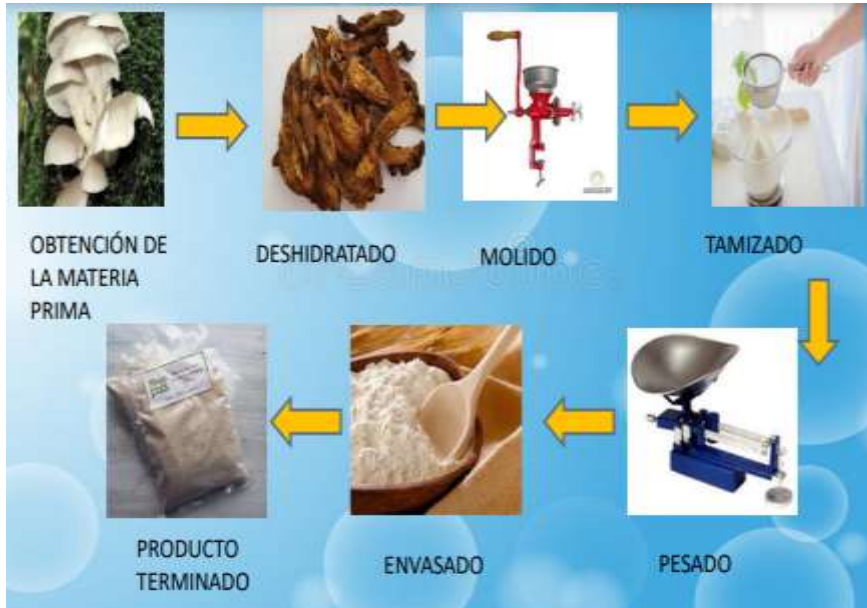 OBTENCIÓN DE
LA MATERIA
PRIMA
DESHIDRATADO
MOLIDO
TAMIZADO
PESADO
ENVASADO
PRODUCTO
TERMINADO